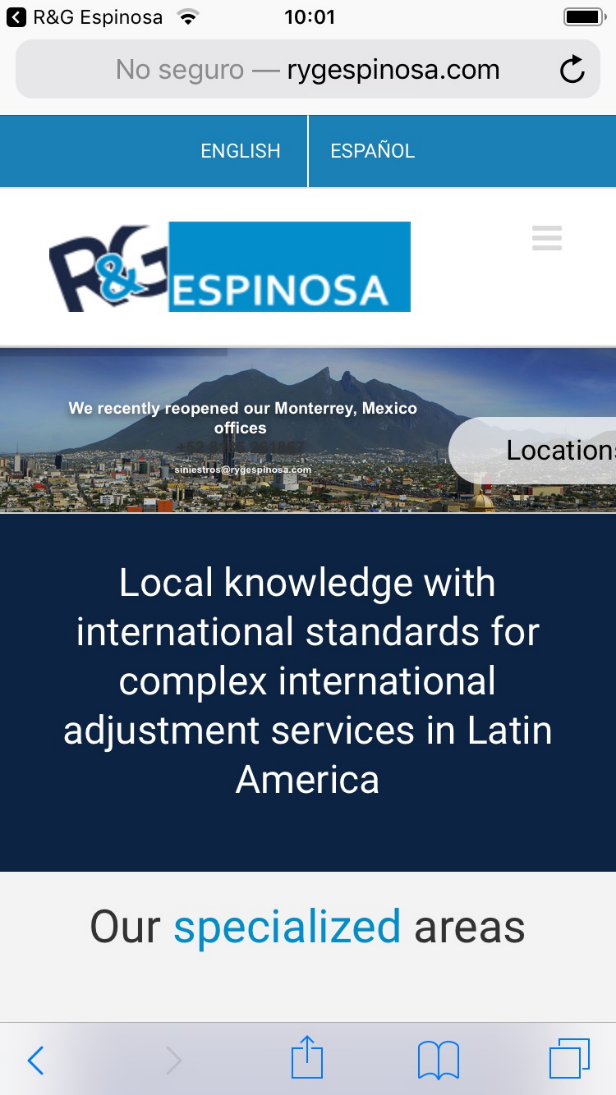 R&G Espinosa
10:01
No seguro — rygespinosa.com
ENGLISH
ESPAÑOL
R&G ESPINOSA
We recently reopened our Monterrey, Mexico
offices
siniestros@rygespinosa.com
Locations
Local knowledge with
international standards for
complex international
adjustment services in Latin
America
Our specialized areas